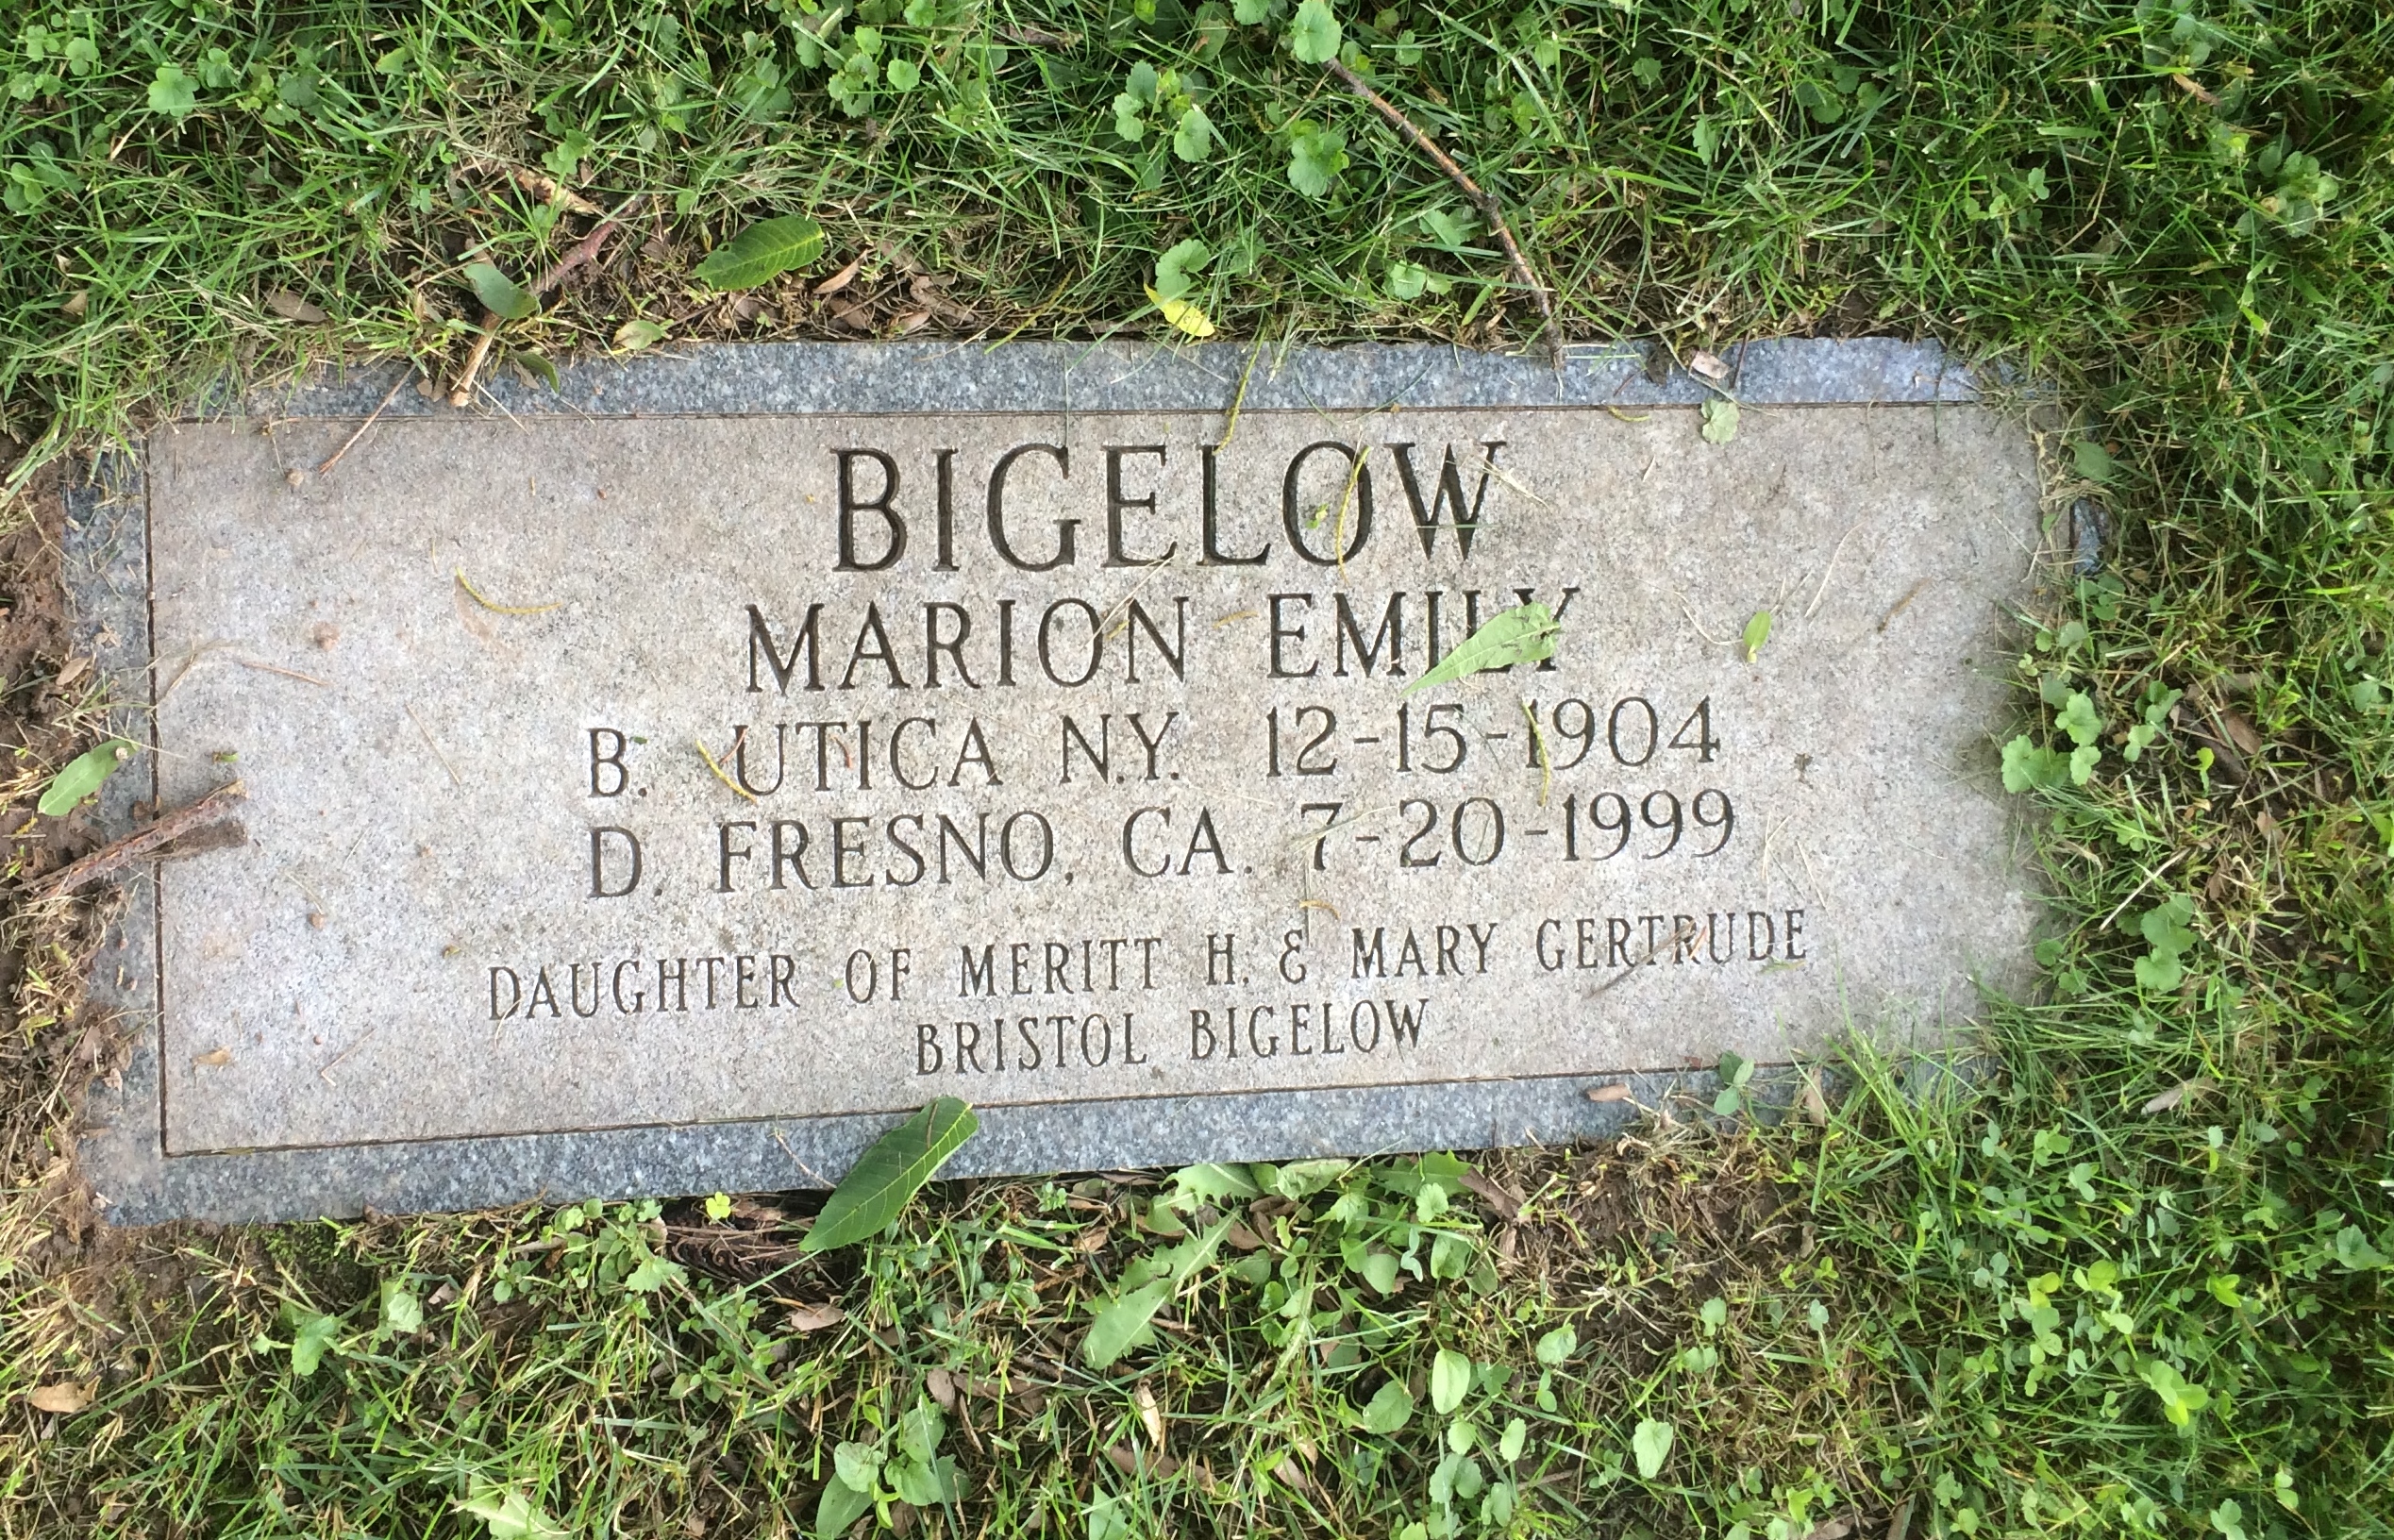 BIGELOW
MARION EMILY
B. UTICA N.Y. 12-15-1904
D. FRESNO, CA. 7-20-1999
DAUGHTER OF MERITT H. & MARY GERTRUDE
BRISTOL BIGELOW